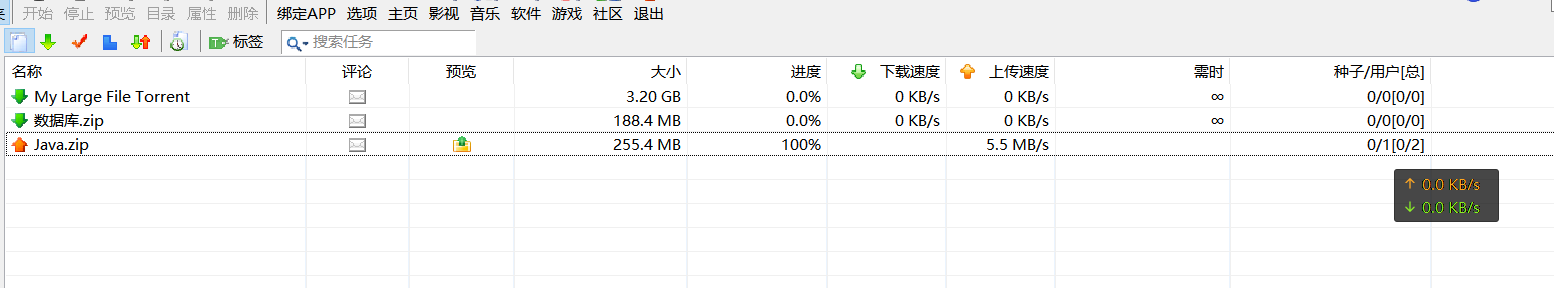 开始 停止 预览 目录 属性 删除 绑定APP 选项 主页 影视 音乐 软件 游戏 社区 退出
标签 搜索任务
名称 评论 预览 大小 进度 下载速度 上传速度 需时 种子/用户[总]
My Large File Torrent 3.20 GB 0.0% 0 KB/s 0 KB/s ∞ 0/0[0/0]
数据库.zip 188.4 MB 0.0% 0 KB/s 0 KB/s ∞ 0/0[0/0]
Java.zip 255.4 MB 100% 5.5 MB/s 0/1[0/2]
↑ 0.0 KB/s
↓ 0.0 KB/s